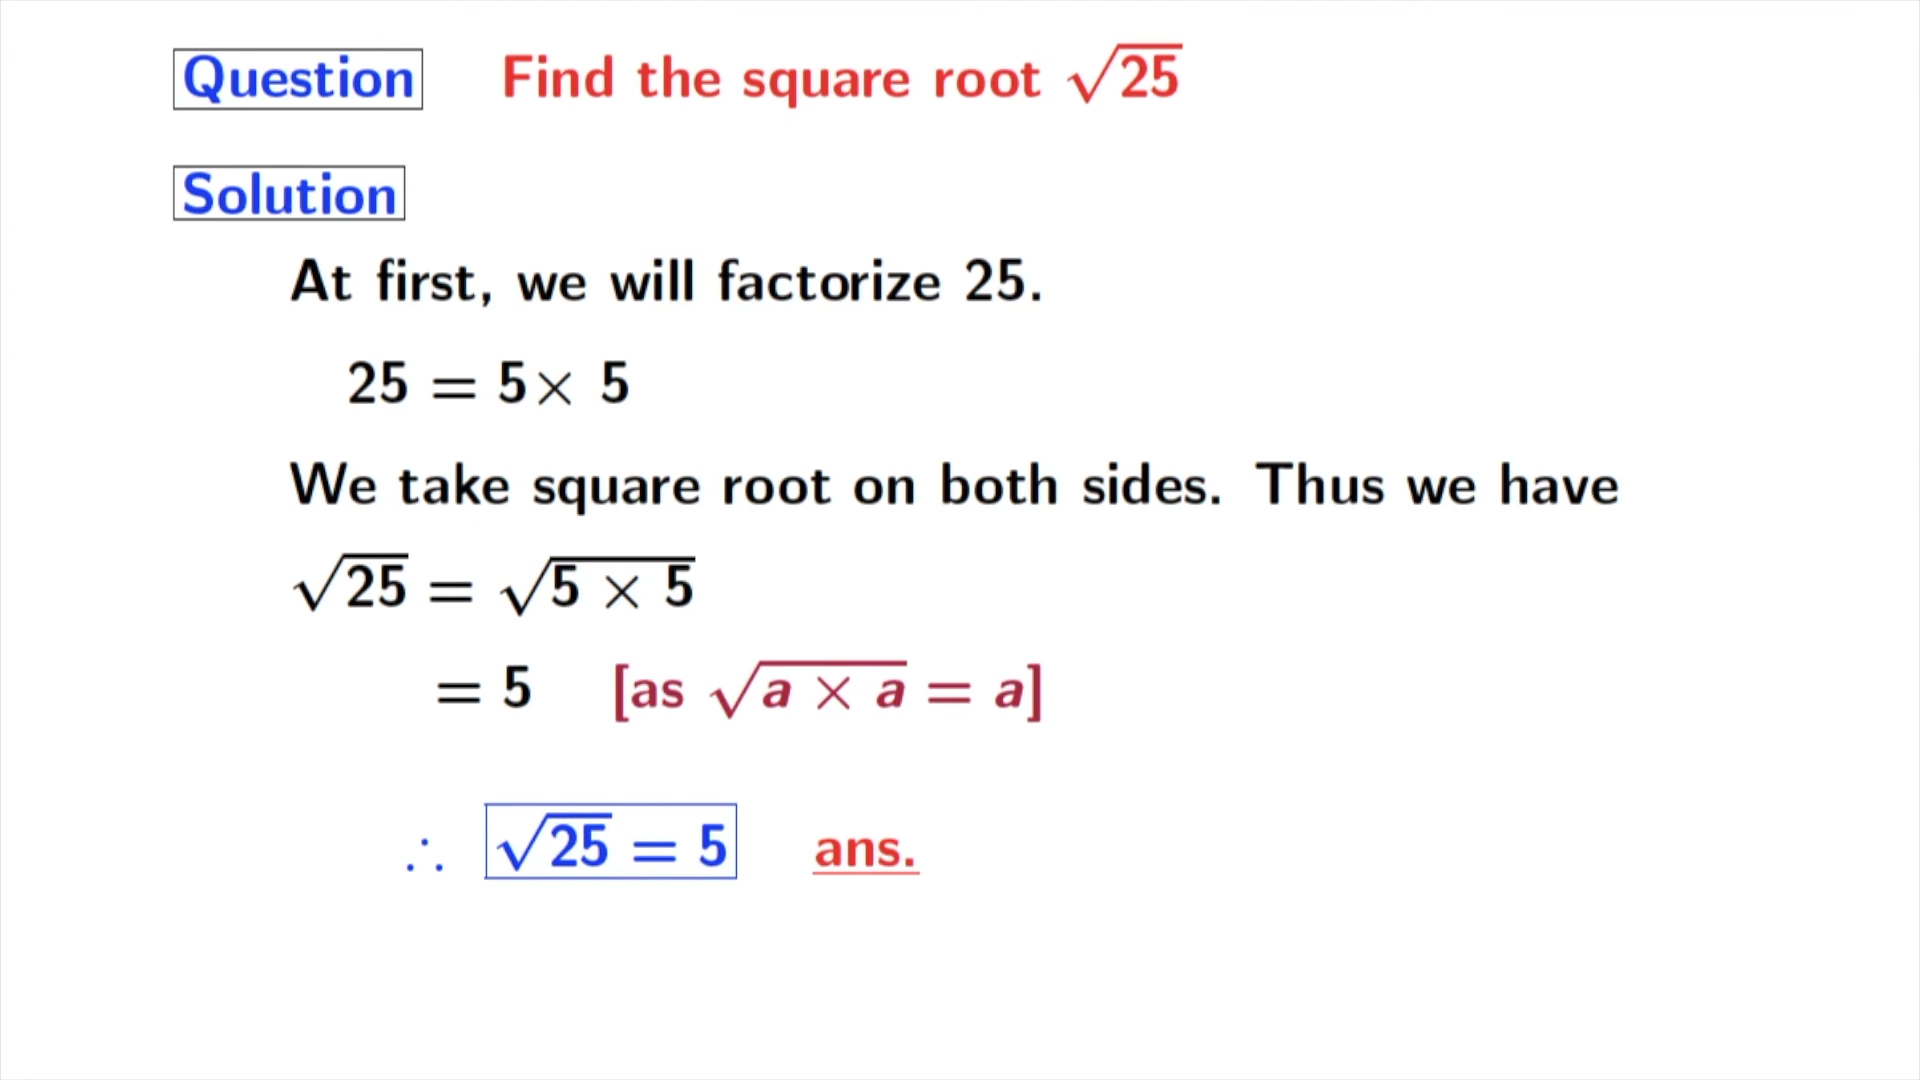 Question Find the square root √25
Solution
At first, we will factorize 25.
25 = 5× 5
We take square root on both sides. Thus we have
√25 = √5 × 5
= 5 [as √a × a = a]
∴ √25 = 5 ans.